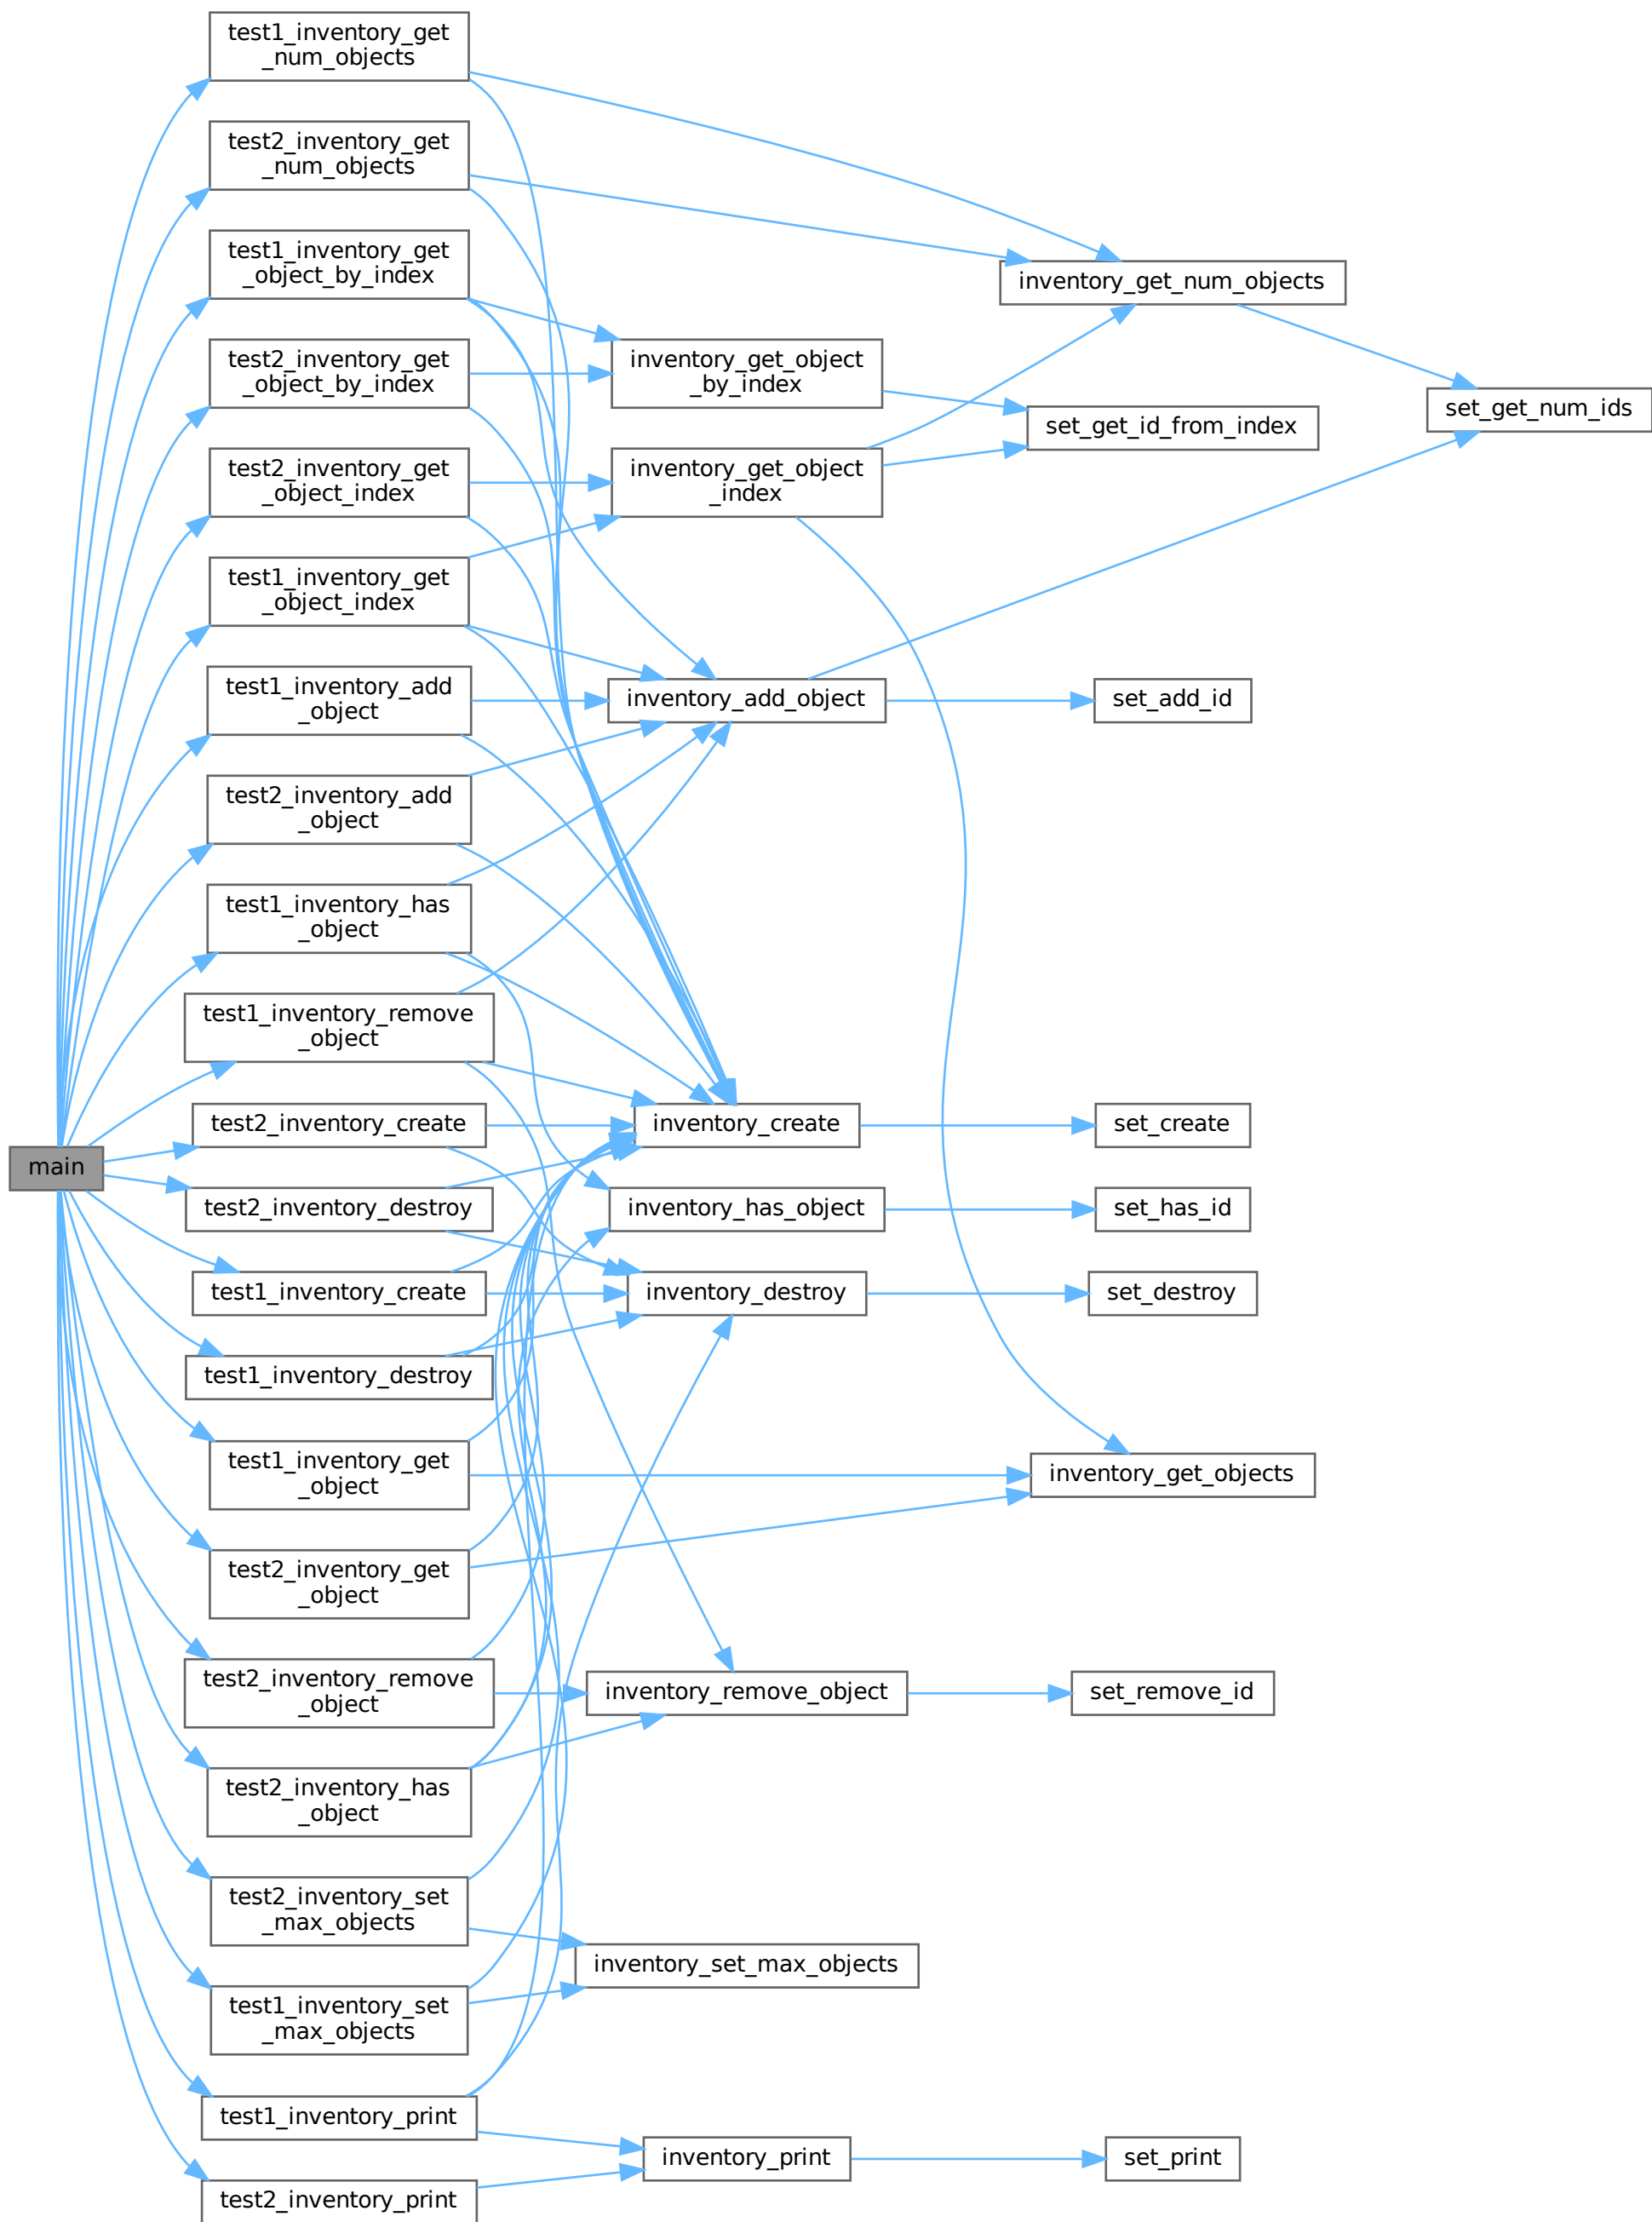 test1_inventory_get
_num_objects
test2_inventory_get
_num_objects
test1_inventory_get
_object_by_index
test2_inventory_get
_object_by_index
test2_inventory_get
_object_index
test1_inventory_get
_object_index
test1_inventory_add
_object
test2_inventory_add
_object
test1_inventory_has
_object
test1_inventory_remove
_object
test2_inventory_create
main
test2_inventory_destroy
test1_inventory_create
test1_inventory_destroy
test1_inventory_get
_object
test2_inventory_get
_object
test2_inventory_remove
_object
test2_inventory_has
_object
test2_inventory_set
_max_objects
test1_inventory_set
_max_objects
test1_inventory_print
test2_inventory_print
inventory_get_object
_by_index
inventory_get_object
_index
inventory_add_object
inventory_create
inventory_has_object
inventory_destroy
inventory_remove_object
inventory_set_max_objects
inventory_print
inventory_get_num_objects
set_get_id_from_index
set_add_id
set_create
set_has_id
set_destroy
inventory_get_objects
set_remove_id
set_print
set_get_num_ids